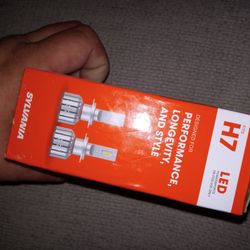 SYLVANIA
DESIGNED FOR
PERFORMANCE,
LONGEVITY,
AND STYLE
H7
LED